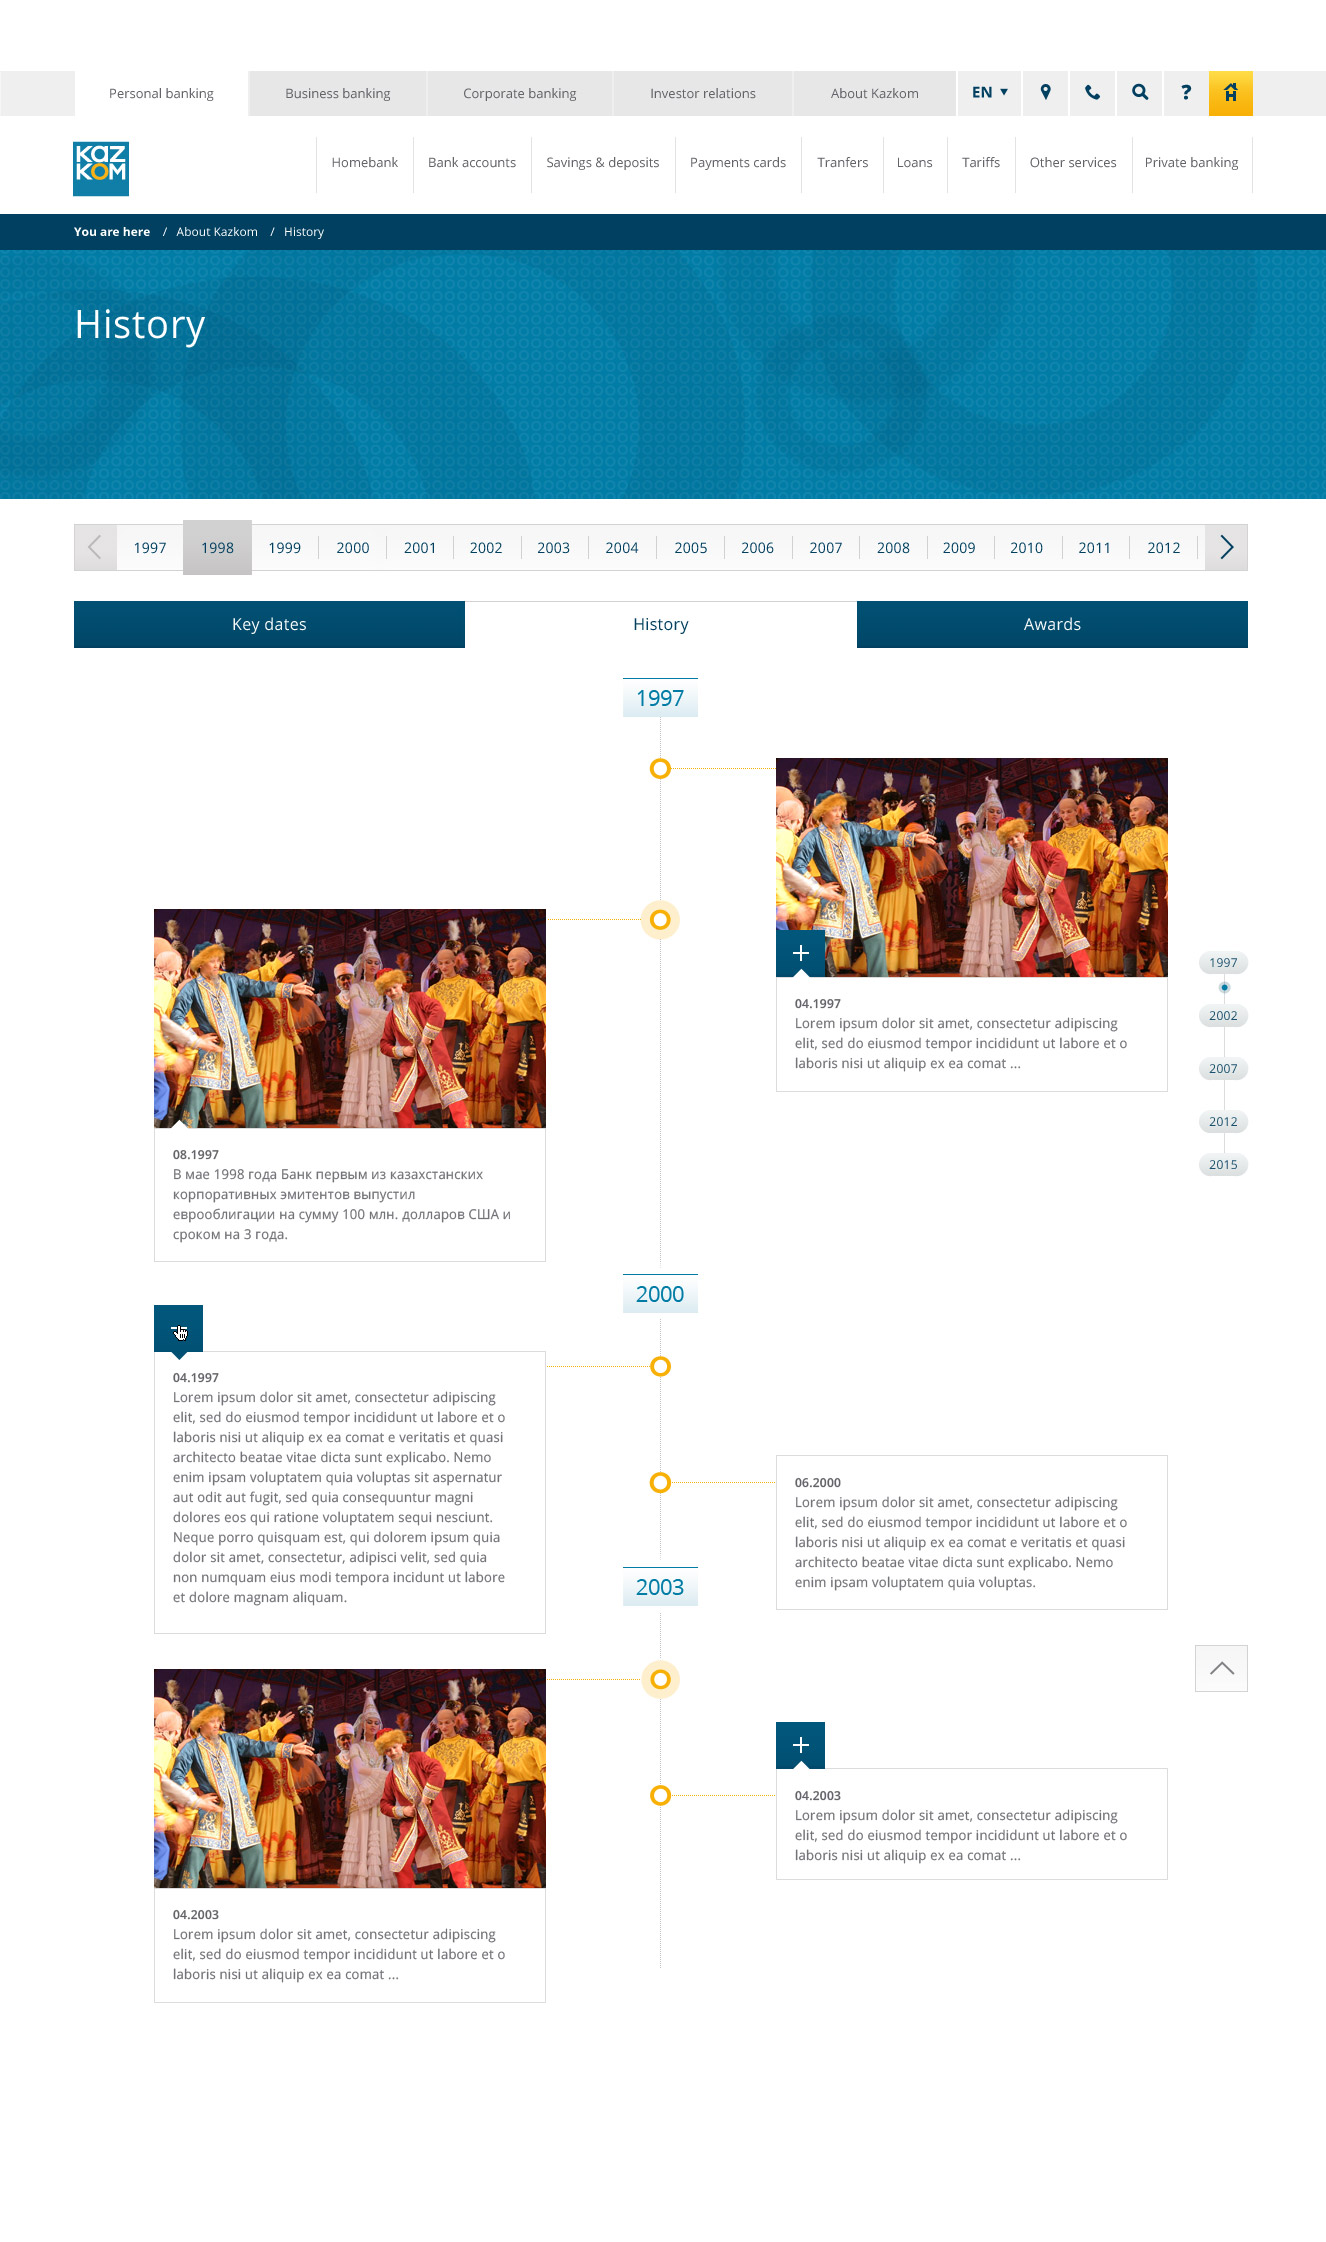 Personal banking
Business banking
Corporate banking
Investor relations
About Kazkom
EN
?
KAZ
KOM
Homebank
Bank accounts
Savings & deposits
Payments cards
Tranfers
Loans
Tariffs
Other services
Private banking
You are here / About Kazkom / History
History
1997
1998
1999
2000
2001
2002
2003
2004
2005
2006
2007
2008
2009
2010
2011
2012
Key dates
History
Awards
1997
04.1997
Lorem ipsum dolor sit amet, consectetur adipiscing
elit, sed do eiusmod tempor incididunt ut labore et o
laboris nisi ut aliquip ex ea comat ...
1997
2002
2007
2012
2015
08.1997
В мае 1998 года Банк первым из казахстанских
корпоративных эмитентов выпустил
еврооблигации на сумму 100 млн. долларов США и
сроком на 3 года.
2000
04.1997
Lorem ipsum dolor sit amet, consectetur adipiscing
elit, sed do eiusmod tempor incididunt ut labore et o
laboris nisi ut aliquip ex ea comat e veritatis et quasi
architecto beatae vitae dicta sunt explicabo. Nemo
enim ipsam voluptatem quia voluptas sit aspernatur
aut odit aut fugit, sed quia consequuntur magni
dolores eos qui ratione voluptatem sequi nesciunt.
Neque porro quisquam est, qui dolorem ipsum quia
dolor sit amet, consectetur, adipisci velit, sed quia
non numquam eius modi tempora incidunt ut labore
et dolore magnam aliquam.
06.2000
Lorem ipsum dolor sit amet, consectetur adipiscing
elit, sed do eiusmod tempor incididunt ut labore et o
laboris nisi ut aliquip ex ea comat e veritatis et quasi
architecto beatae vitae dicta sunt explicabo. Nemo
enim ipsam voluptatem quia voluptas.
2003
04.2003
Lorem ipsum dolor sit amet, consectetur adipiscing
elit, sed do eiusmod tempor incididunt ut labore et o
laboris nisi ut aliquip ex ea comat ...
04.2003
Lorem ipsum dolor sit amet, consectetur adipiscing
elit, sed do eiusmod tempor incididunt ut labore et o
laboris nisi ut aliquip ex ea comat ...